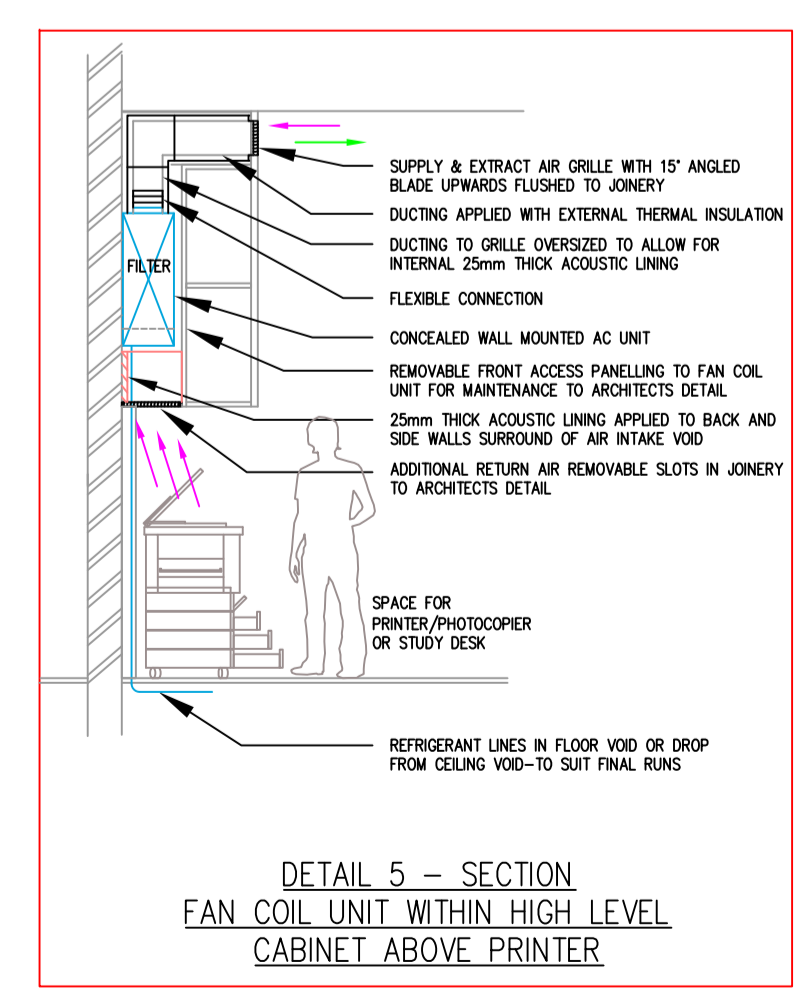 SUPPLY & EXTRACT AIR GRILLE WITH 15° ANGLED
BLADE UPWARDS FLUSHED TO JOINERY
DUCTING APPLIED WITH EXTERNAL THERMAL INSULATION
DUCTING TO GRILLE OVERSIZED TO ALLOW FOR
INTERNAL 25mm THICK ACOUSTIC LINING
FILTER
FLEXIBLE CONNECTION
CONCEALED WALL MOUNTED AC UNIT
REMOVABLE FRONT ACCESS PANELLING TO FAN COIL
UNIT FOR MAINTENANCE TO ARCHITECTS DETAIL
25mm THICK ACOUSTIC LINING APPLIED TO BACK AND
SIDE WALLS SURROUND OF AIR INTAKE VOID
ADDITIONAL RETURN AIR REMOVABLE SLOTS IN JOINERY
TO ARCHITECTS DETAIL
SPACE FOR
PRINTER/PHOTOCOPIER
OR STUDY DESK
REFRIGERANT LINES IN FLOOR VOID OR DROP
FROM CEILING VOID-TO SUIT FINAL RUNS
DETAIL 5 - SECTION
FAN COIL UNIT WITHIN HIGH LEVEL
CABINET ABOVE PRINTER